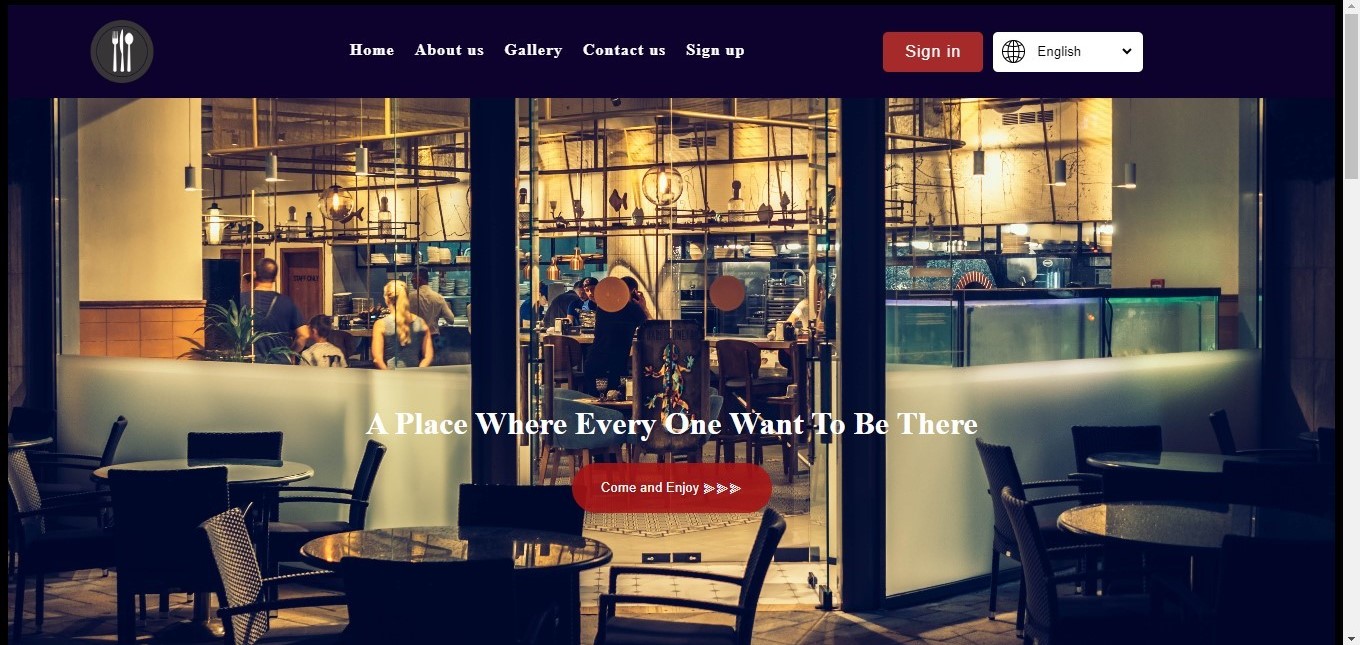 Home About us Gallery Contact us Sign up Sign in English
STAFF ONLY
A Place Where Every One Want To Be There
Come and Enjoy